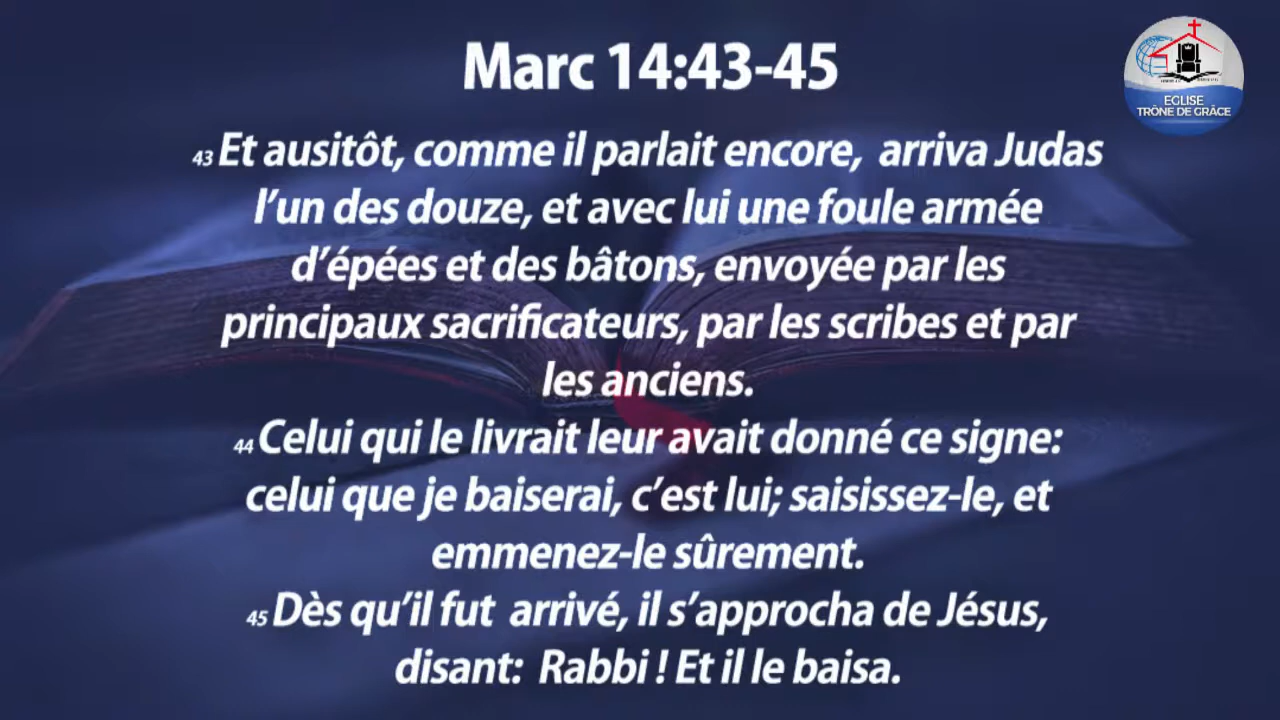 Marc 14:43-45
EGLISE
TRÔNE DE GRÂCE
43 Et ausitôt, comme il parlait encore, arriva Judas
l’un des douze, et avec lui une foule armée
d’épées et des bâtons, envoyée par les
principaux sacrificateurs, par les scribes et par
les anciens.
44 Celui qui le livrait leur avait donné ce signe:
celui que je baiserai, c’est lui; saisissez-le, et
emmenez-le sûrement.
45 Dès qu’il fut arrivé, il s’approcha de Jésus,
disant: Rabbi ! Et il le baisa.